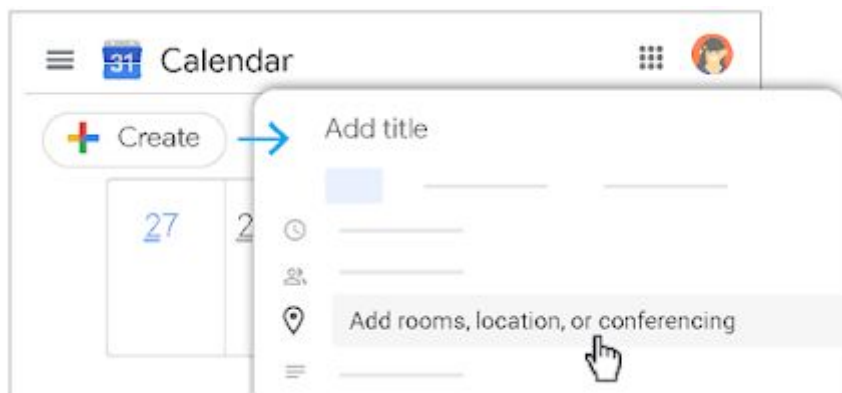 31 Calendar
Create
Add title
27 2
Add rooms, location, or conferencing